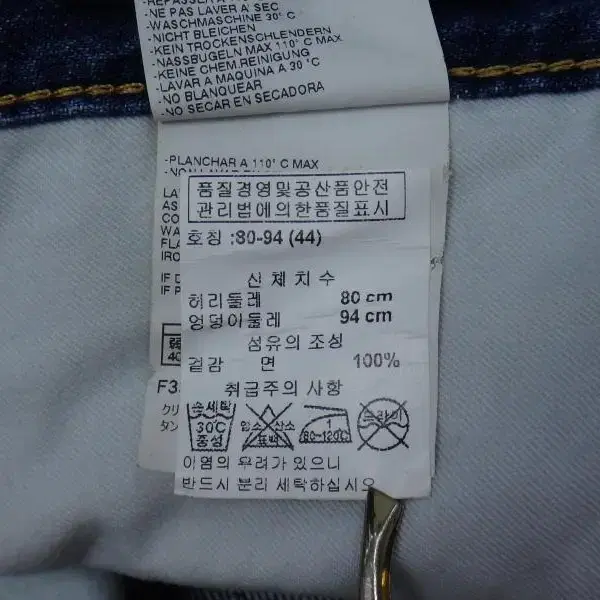 -NE PAS LAVER A SEC
-WASCHMASCHINE 30° C
-NICHT BLEICHEN
-KEIN TROCKENSCHLENDERN
-NASSBUGELN MAX 110° C MAX
-KEINE CHEM.REINIGUNG
-LAVAR A MAQUINA A 30 °C
-NO BLANQUEAR
-NO SECAR EN SECADORA
-PLANCHAR A 110° C MAX
품질경영및공산품안전
관리법에의한품질표시
호칭 :80-94 (44)
신체치수
허리둘레 80 cm
엉덩이둘레 94 cm
섬유의 조성
겉감 면 100%
취급주의 사항
손세탁 30℃ 중성
염소 산소 표백
1 80~120℃
드라이
이염의 우려가 있으니
반드시 분리 세탁하십시오